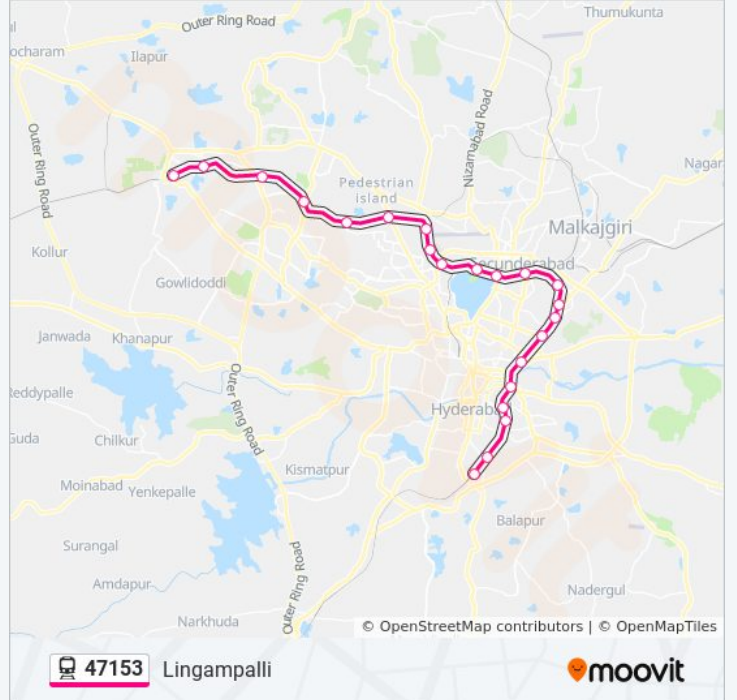 Thumukunta
Outer Ring Road
ocharam
Ilapur
Nizamabad Road
Outer Ring Road
Nagar
Pedestrian
island
Malkajgiri
Kollur
Secunderabad
Gowlidoddi
Janwada
Khanapur
Outer Ring Road
Reddypalle
Hyderabad
Guda
Chilkur
Kismatpur
Moinabad
Yenkepalle
Balapur
Surangal
Outer Ring Road
Amdapur
Nadergul
Narkhuda
© OpenStreetMap contributors | © OpenMapTiles
47153 Lingampalli
moovit